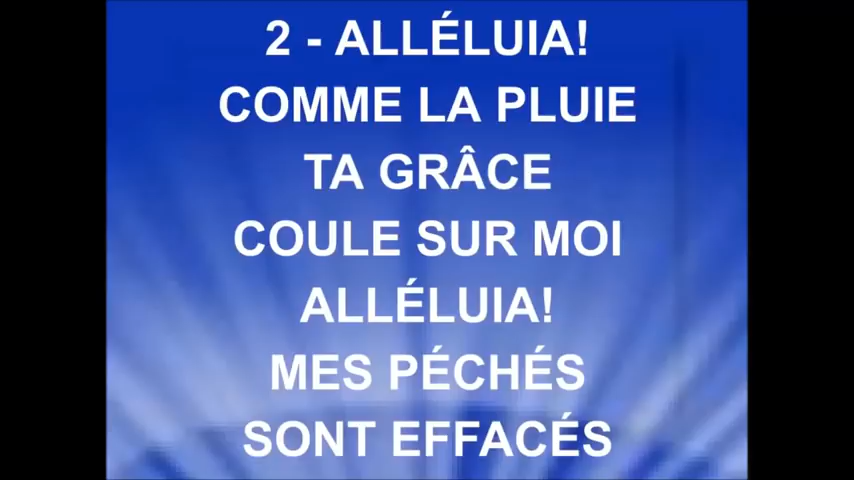 2 - ALLÉLUIA!
COMME LA PLUIE
TA GRÂCE
COULE SUR MOI
ALLÉLUIA!
MES PÉCHÉS
SONT EFFACÉS